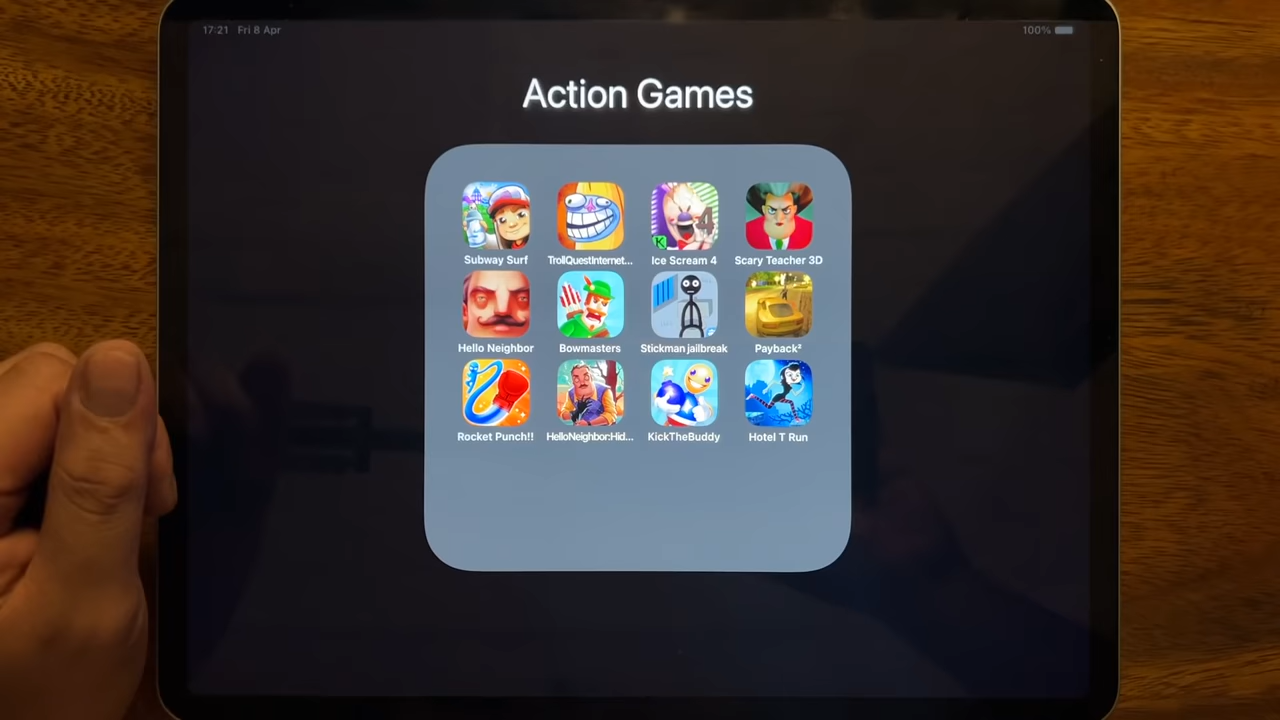 17:21 Fri 8 Apr 100%
Action Games
Subway Surf TrollQuestInternet... Ice Scream 4 Scary Teacher 3D
Hello Neighbor Bowmasters Stickman jailbreak Payback²
Rocket Punch!! HelloNeighbor:Hid... KickTheBuddy Hotel T Run
4
K